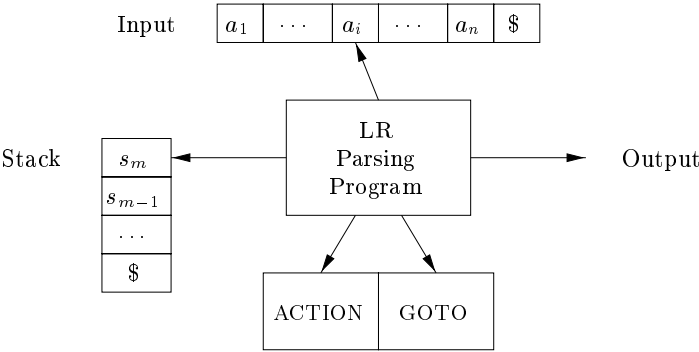 Input a₁ ··· aᵢ ··· aₙ $
LR
Parsing
Program
Stack
sₘ
sₘ₋₁
···
$
Output
ACTION GOTO